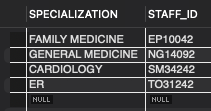 SPECIALIZATION STAFF_ID
FAMILY MEDICINE EP10042
GENERAL MEDICINE NG14092
CARDIOLOGY SM34242
ER TO31242
NULL NULL